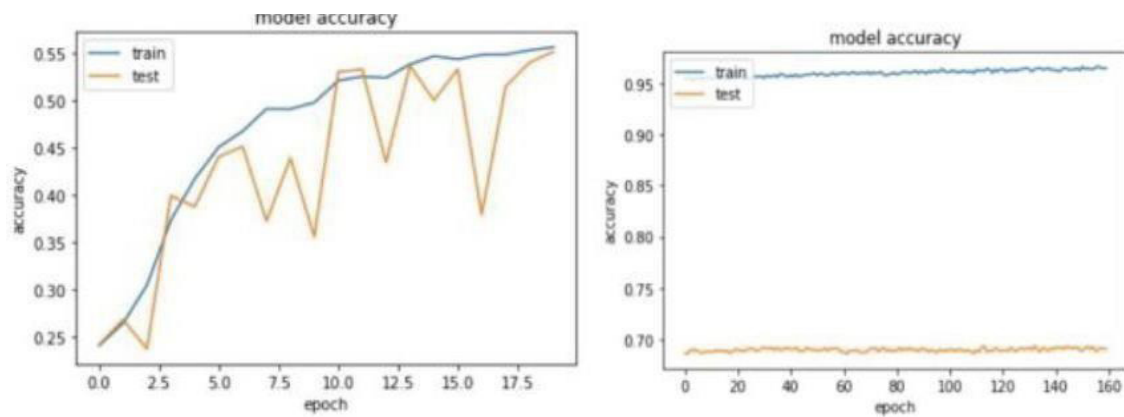 model accuracy
0.55
0.50
0.45
0.40
0.35
0.30
0.25
accuracy
train
test
0.0 2.5 5.0 7.5 10.0 12.5 15.0 17.5
epoch
model accuracy
0.95
0.90
0.85
0.80
0.75
0.70
accuracy
train
test
0 20 40 60 80 100 120 140 160
epoch